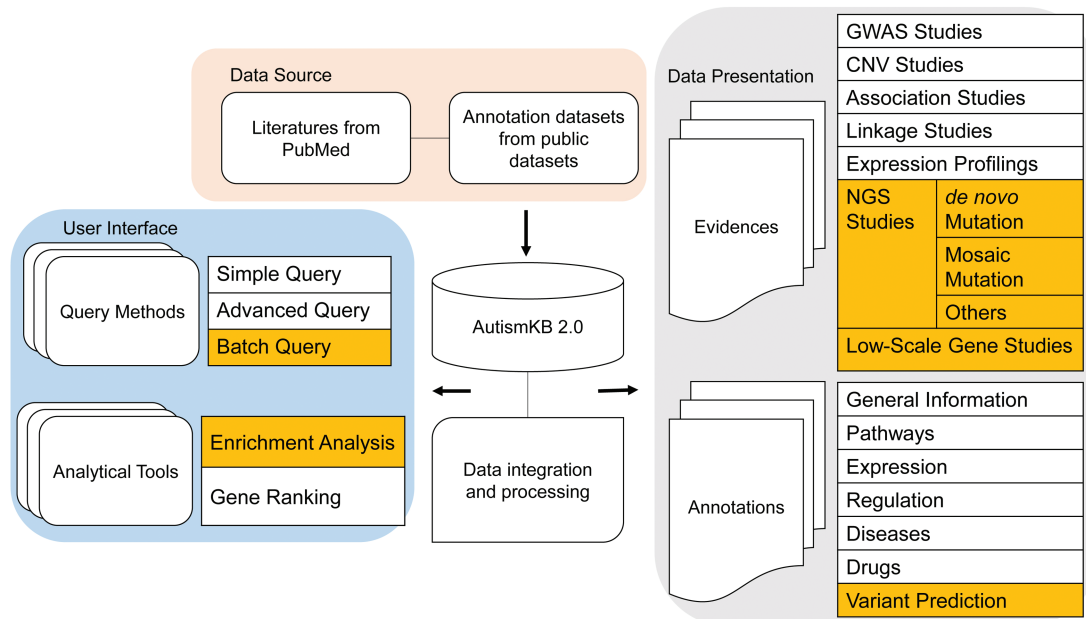 Data Source
Literatures from
PubMed
Annotation datasets
from public
datasets
User Interface
Query Methods
Simple Query
Advanced Query
Batch Query
Analytical Tools
Enrichment Analysis
Gene Ranking
AutismKB 2.0
Data integration
and processing
Data Presentation
Evidences
GWAS Studies
CNV Studies
Association Studies
Linkage Studies
Expression Profilings
NGS
Studies
de novo
Mutation
Mosaic
Mutation
Others
Low-Scale Gene Studies
Annotations
General Information
Pathways
Expression
Regulation
Diseases
Drugs
Variant Prediction